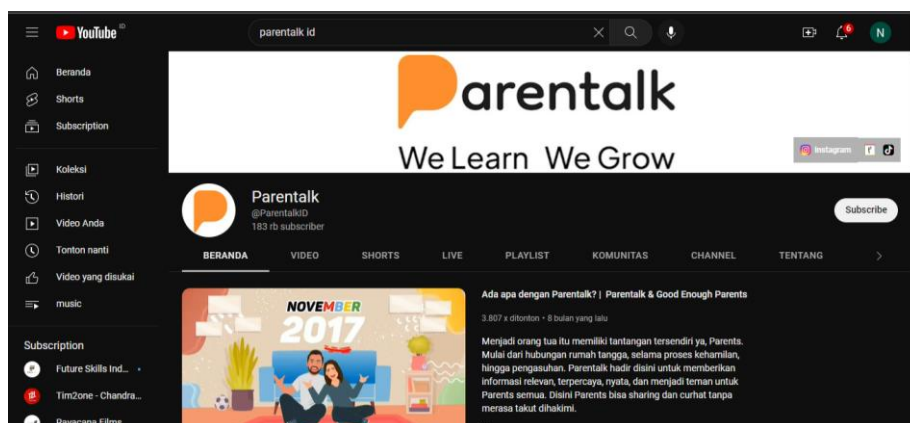 YouTube ID
parentalk id
6
N
Beranda
Shorts
Subscription
Koleksi
Histori
Video Anda
Tonton nanti
Video yang disukai
music
Subscription
Future Skills Ind...
Tim2one - Chandra...
Pavacana Films
Parentalk
We Learn We Grow
Instagram
Parentalk
@ParentalkID
183 rb subscriber
Subscribe
BERANDA VIDEO SHORTS LIVE PLAYLIST KOMUNITAS CHANNEL TENTANG
NOVEMBER
2017
Ada apa dengan Parentalk? | Parentalk & Good Enough Parents
3.807 x ditonton • 8 bulan yang lalu
Menjadi orang tua itu memiliki tantangan tersendiri ya, Parents.
Mulai dari hubungan rumah tangga, selama proses kehamilan,
hingga pengasuhan. Parentalk hadir disini untuk memberikan
informasi relevan, terpercaya, nyata, dan menjadi teman untuk
Parents semua. Disini Parents bisa sharing dan curhat tanpa
merasa takut dihakimi.